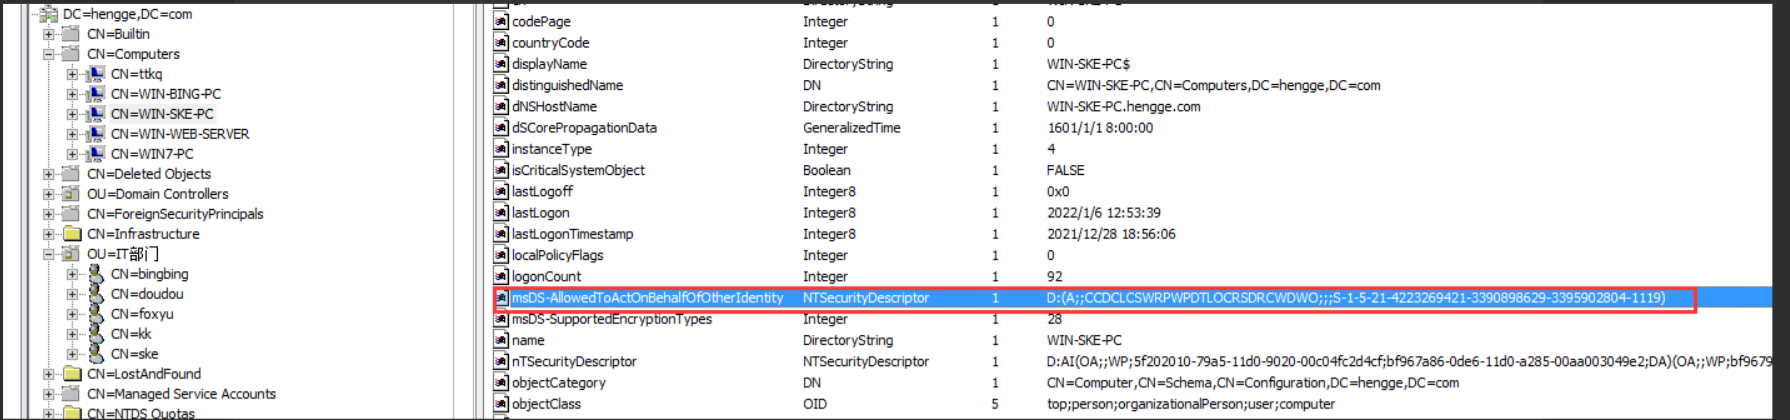 DC=hengge,DC=com
CN=Builtin
CN=Computers
CN=ttkq
CN=WIN-BING-PC
CN=WIN-SKE-PC
CN=WIN-WEB-SERVER
CN=WIN7-PC
CN=Deleted Objects
OU=Domain Controllers
CN=ForeignSecurityPrincipals
CN=Infrastructure
OU=IT部门
CN=bingbing
CN=doudou
CN=foxyu
CN=kk
CN=ske
CN=LostAndFound
CN=Managed Service Accounts
CN=NTDS Quotas
codePage Integer 1 0
countryCode Integer 1 0
displayName DirectoryString 1 WIN-SKE-PC$
distinguishedName DN 1 CN=WIN-SKE-PC,CN=Computers,DC=hengge,DC=com
dNSHostName DirectoryString 1 WIN-SKE-PC.hengge.com
dSCorePropagationData GeneralizedTime 1 1601/1/1 8:00:00
instanceType Integer 1 4
isCriticalSystemObject Boolean 1 FALSE
lastLogoff Integer8 1 0x0
lastLogon Integer8 1 2022/1/6 12:53:39
lastLogonTimestamp Integer8 1 2021/12/28 18:56:06
localPolicyFlags Integer 1 0
logonCount Integer 1 92
msDS-AllowedToActOnBehalfOfOtherIdentity NTSecurityDescriptor 1 D:(A;;CCDCLCSWRPWPDTLOCRSDRCWDWO;;;S-1-5-21-4223269421-3390898629-3395902804-1119)
msDS-SupportedEncryptionTypes Integer 1 28
name DirectoryString 1 WIN-SKE-PC
nTSecurityDescriptor NTSecurityDescriptor 1 D:AI(OA;;WP;5f202010-79a5-11d0-9020-00c04fc2d4cf;bf967a86-0de6-11d0-a285-00aa003049e2;DA)(OA;;WP;bf9679
objectCategory DN 1 CN=Computer,CN=Schema,CN=Configuration,DC=hengge,DC=com
objectClass OID 5 top;person;organizationalPerson;user;computer